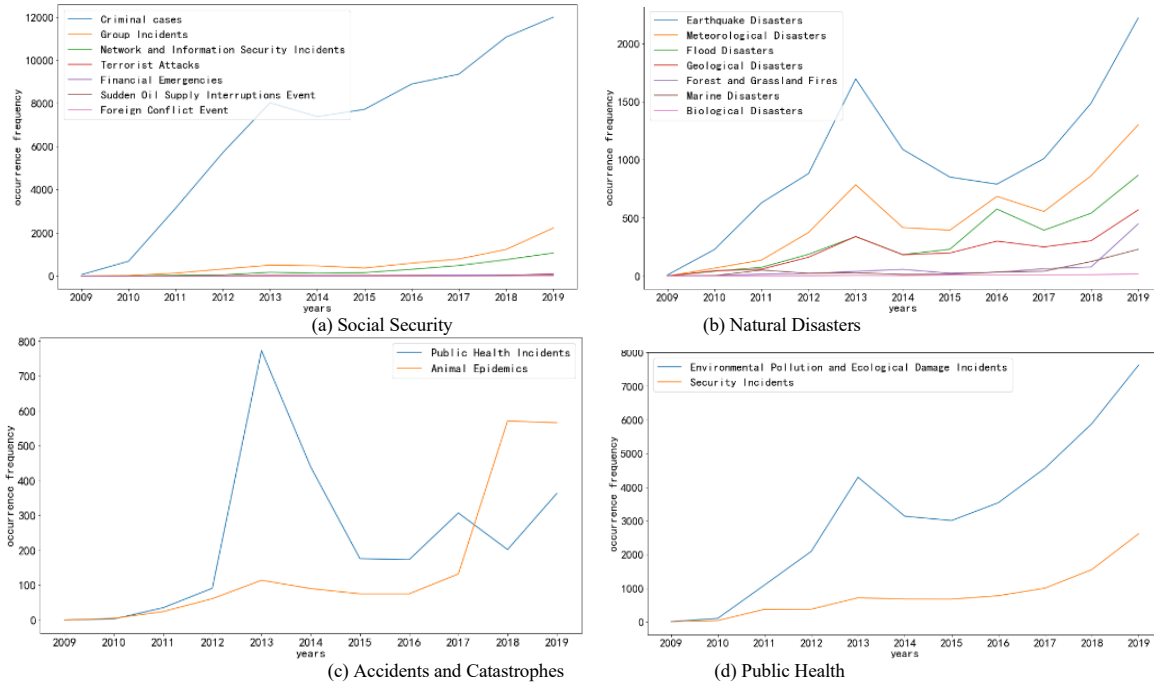 12000
10000
8000
6000
4000
2000
0
occurrence frequency
Criminal cases
Group Incidents
Network and Information Security Incidents
Terrorist Attacks
Financial Emergencies
Sudden Oil Supply Interruptions Event
Foreign Conflict Event
2009 2010 2011 2012 2013 2014 2015 2016 2017 2018 2019
years
(a) Social Security
2000
1500
1000
500
0
occurrence frequency
Earthquake Disasters
Meteorological Disasters
Flood Disasters
Geological Disasters
Forest and Grassland Fires
Marine Disasters
Biological Disasters
2009 2010 2011 2012 2013 2014 2015 2016 2017 2018 2019
years
(b) Natural Disasters
800
700
600
500
400
300
200
100
0
occurrence frequency
Public Health Incidents
Animal Epidemics
2009 2010 2011 2012 2013 2014 2015 2016 2017 2018 2019
years
(c) Accidents and Catastrophes
8000
7000
6000
5000
4000
3000
2000
1000
0
occurrence frequency
Environmental Pollution and Ecological Damage Incidents
Security Incidents
2009 2010 2011 2012 2013 2014 2015 2016 2017 2018 2019
years
(d) Public Health